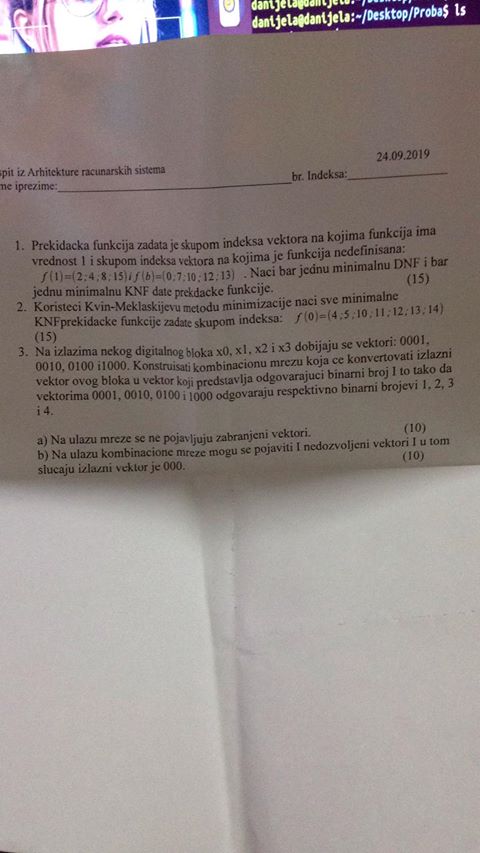 danijela@danijela:~/Desktop/Proba$ ls
24.09.2019
spit iz Arhitekture racunarskih sistema
me iprezime: br. Indeksa:
1. Prekidacka funkcija zadata je skupom indeksa vektora na kojima funkcija ima
vrednost 1 i skupom indeksa vektora na kojima je funkcija nedefinisana:
f(1)=(2;4;8;15) i f(b)=(0;7;10;12;13) . Naci bar jednu minimalnu DNF i bar
jednu minimalnu KNF date prekdacke funkcije. (15)
2. Koristeci Kvin-Meklaskijevu metodu minimizacije naci sve minimalne
KNFprekidacke funkcije zadate skupom indeksa: f(0)=(4;5;10;11;12;13,14)
(15)
3. Na izlazima nekog digitalnog bloka x0, x1, x2 i x3 dobijaju se vektori: 0001,
0010, 0100 i1000. Konstruisati kombinacionu mrezu koja ce konvertovati izlazni
vektor ovog bloka u vektor koji predstavlja odgovarajuci binarni broj I to tako da
vektorima 0001, 0010, 0100 i 1000 odgovaraju respektivno binarni brojevi 1, 2, 3
i 4.
a) Na ulazu mreze se ne pojavljuju zabranjeni vektori. (10)
b) Na ulazu kombinacione mreze mogu se pojaviti I nedozvoljeni vektori I u tom
slucaju izlazni vektor je 000. (10)